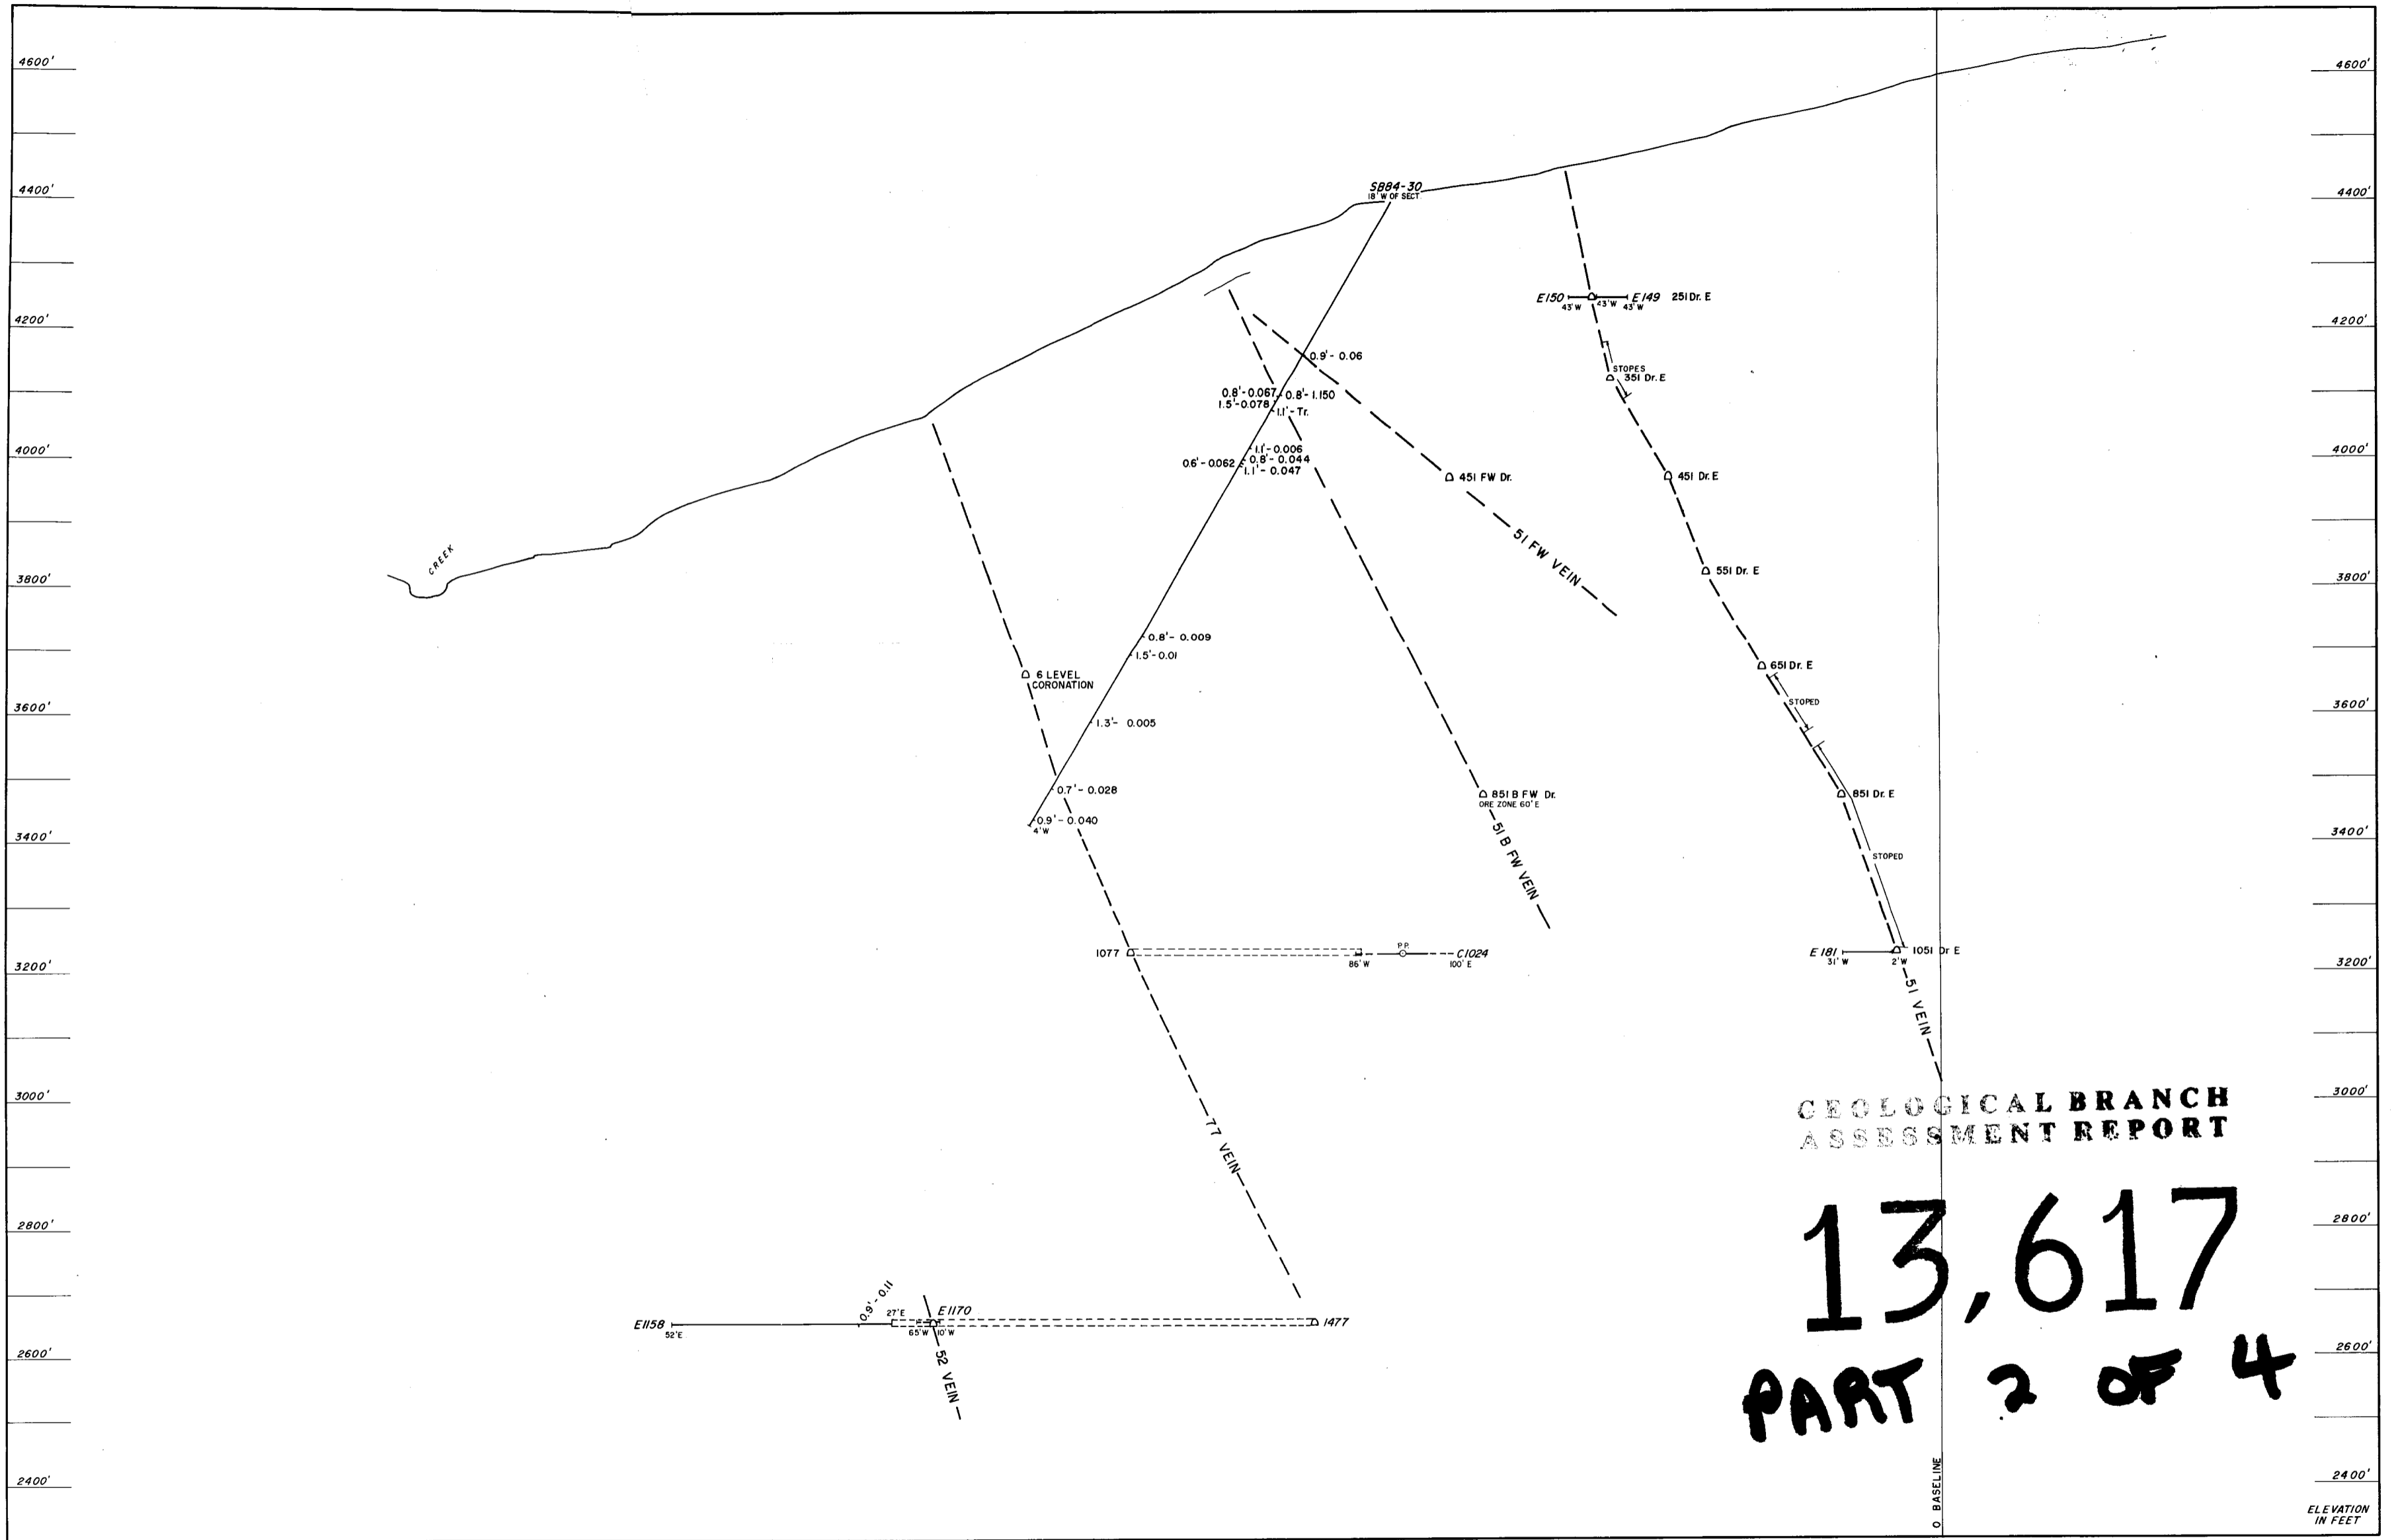 4600'
4400'
4200'
4000'
3800'
3600'
3400'
3200'
3000'
2800'
2600'
2400'
CREEK
SB84-30
18' W OF SECT.
0.9'- 0.06
0.8'-0.067
0.8'-1.150
1.5'-0.078
1.1'-Tr.
1.1'-0.006
0.8'-0.044
0.6'-0.062
1.1'-0.047
0.8'- 0.009
1.5'-0.01
1.3'- 0.005
0.7'-0.028
0.9'-0.040
4'W
6 LEVEL
CORONATION
1077
77 VEIN
86'W
P.P.
C1024
100' E
E1158
52'E
0.9'-0.11
27'E
E1170
65'W
10'W
52 VEIN
1477
451 FW Dr.
51 FW VEIN
851 B FW Dr.
ORE ZONE 60'E
51 B FW VEIN
E150
43'W
43'W
E149
43'W
251 Dr. E
STOPES
351 Dr. E
451 Dr. E
551 Dr. E
651 Dr. E
STOPED
851 Dr. E
STOPED
E181
31' W
2'W
1051 Dr E
51 VEIN
4600'
4400'
4200'
4000'
3800'
3600'
3400'
3200'
3000'
2800'
2600'
2400'
GEOLOGICAL BRANCH
ASSESSMENT REPORT
13,617
PART 2 OF 4
0 BASELINE
ELEVATION
IN FEET